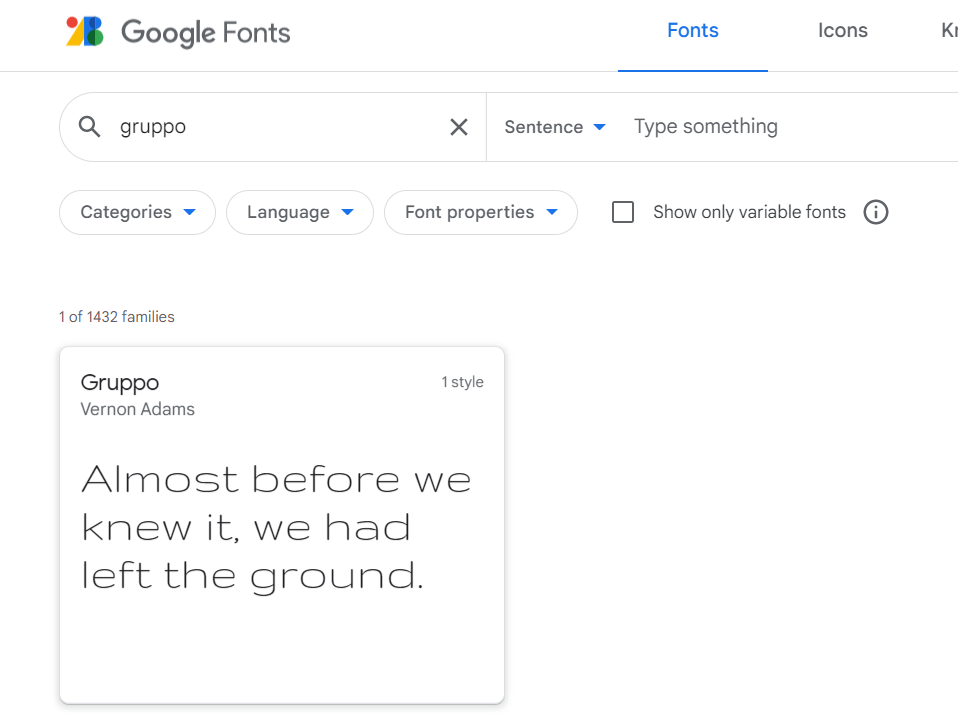 Google Fonts
Fonts
Icons
gruppo
Sentence
Type something
Categories
Language
Font properties
Show only variable fonts
1 of 1432 families
Gruppo
1 style
Vernon Adams
Almost before we
knew it, we had
left the ground.